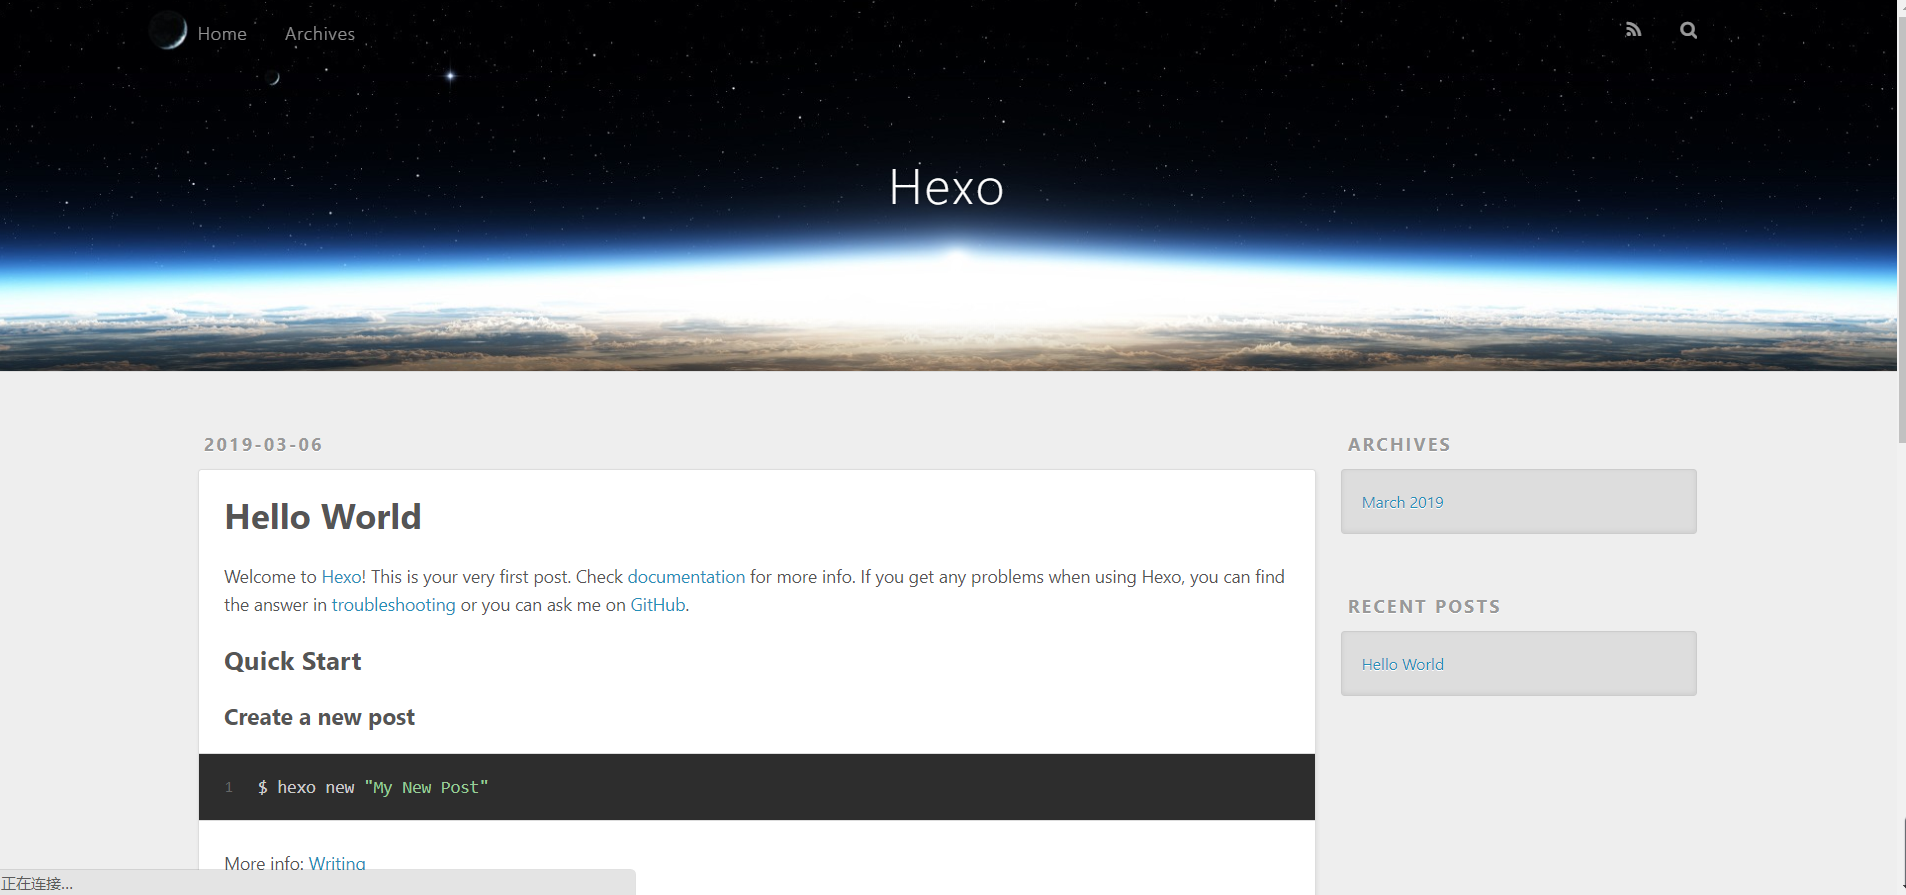 Home Archives
Hexo
2019-03-06
Hello World
Welcome to Hexo! This is your very first post. Check documentation for more info. If you get any problems when using Hexo, you can find
the answer in troubleshooting or you can ask me on GitHub.
Quick Start
Create a new post
1 $ hexo new "My New Post"
More info: Writing
ARCHIVES
March 2019
RECENT POSTS
Hello World
正在连接...